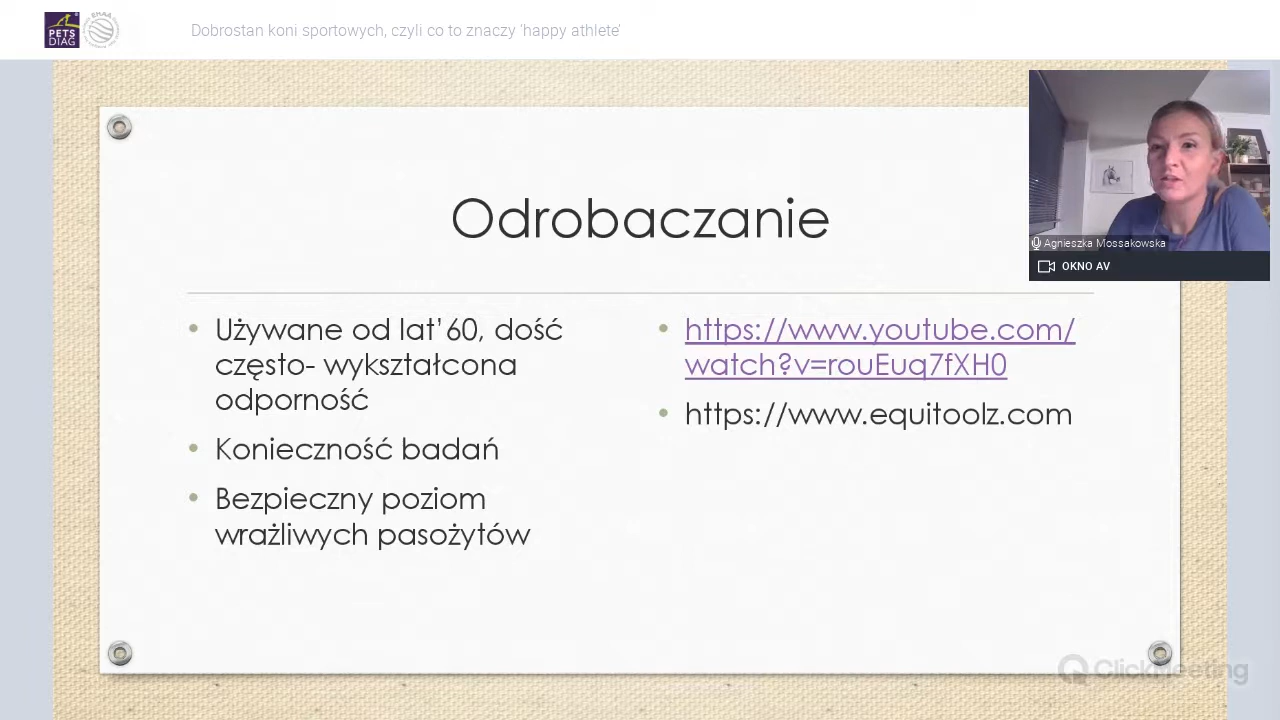 PETS
DIAG
Dobrostan koni sportowych, czyli co to znaczy 'happy athlete'
Odrobaczanie
• Używane od lat'60, dość
często- wykształcona
odporność
• Konieczność badań
• Bezpieczny poziom
wrażliwych pasożytów
• https://www.youtube.com/
watch?v=rouEuq7fXH0
• https://www.equitoolz.com
Agnieszka Mossakowska
OKNO AV
ClickMeeting